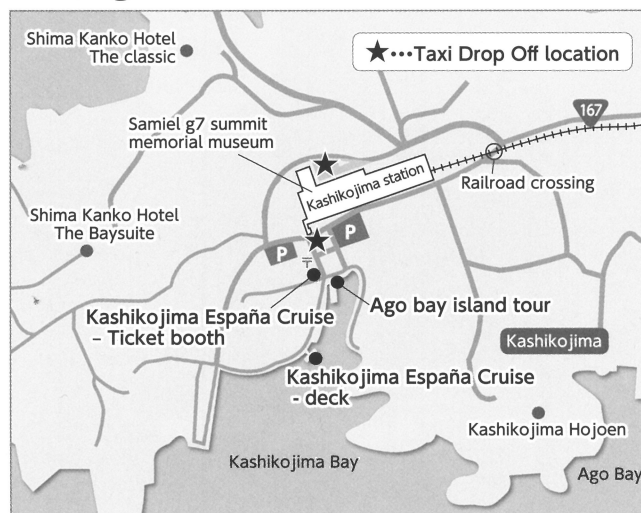 Shima Kanko Hotel
The classic
★•••Taxi Drop Off location
167
Samiel g7 summit
memorial museum
Kashikojima station
Railroad crossing
Shima Kanko Hotel
The Baysuite
P
P
〒
Kashikojima España Cruise
– Ticket booth
Ago bay island tour
Kashikojima
Kashikojima España Cruise
- deck
Kashikojima Hojoen
Kashikojima Bay
Ago Bay